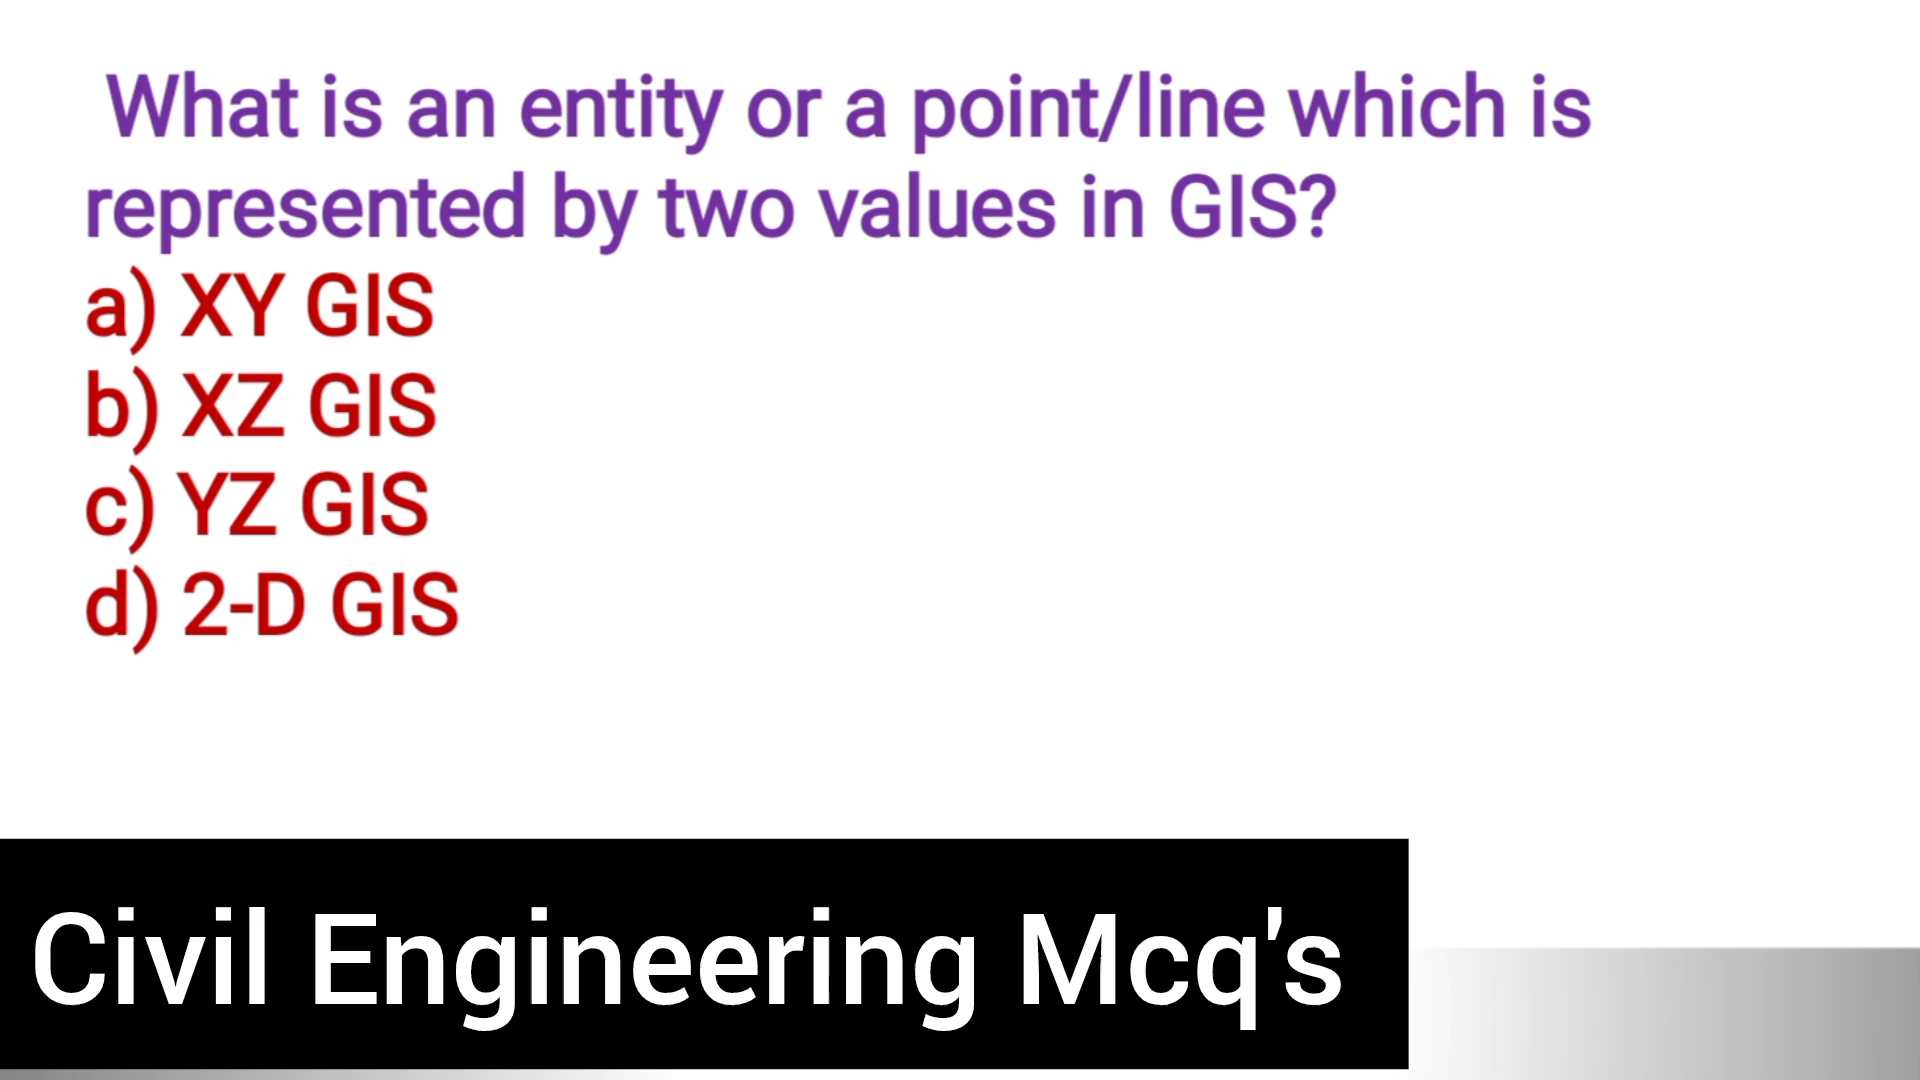 What is an entity or a point/line which is
represented by two values in GIS?
a) XY GIS
b) XZ GIS
c) YZ GIS
d) 2-D GIS
Civil Engineering Mcq's